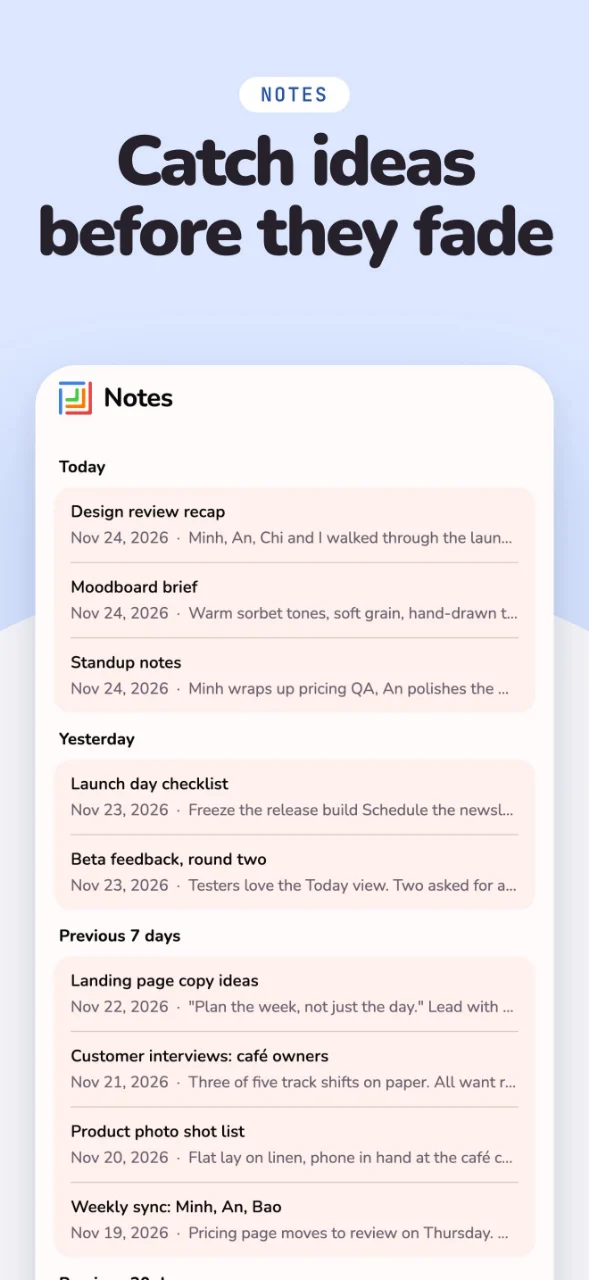 NOTES
Catch ideas
before they fade
Notes
Today
Design review recap
Nov 24, 2026 · Minh, An, Chi and I walked through the laun...
Moodboard brief
Nov 24, 2026 · Warm sorbet tones, soft grain, hand-drawn t...
Standup notes
Nov 24, 2026 · Minh wraps up pricing QA, An polishes the ...
Yesterday
Launch day checklist
Nov 23, 2026 · Freeze the release build Schedule the newsl...
Beta feedback, round two
Nov 23, 2026 · Testers love the Today view. Two asked for a...
Previous 7 days
Landing page copy ideas
Nov 22, 2026 · "Plan the week, not just the day." Lead with ...
Customer interviews: café owners
Nov 21, 2026 · Three of five track shifts on paper. All want r...
Product photo shot list
Nov 20, 2026 · Flat lay on linen, phone in hand at the café c...
Weekly sync: Minh, An, Bao
Nov 19, 2026 · Pricing page moves to review on Thursday. ...